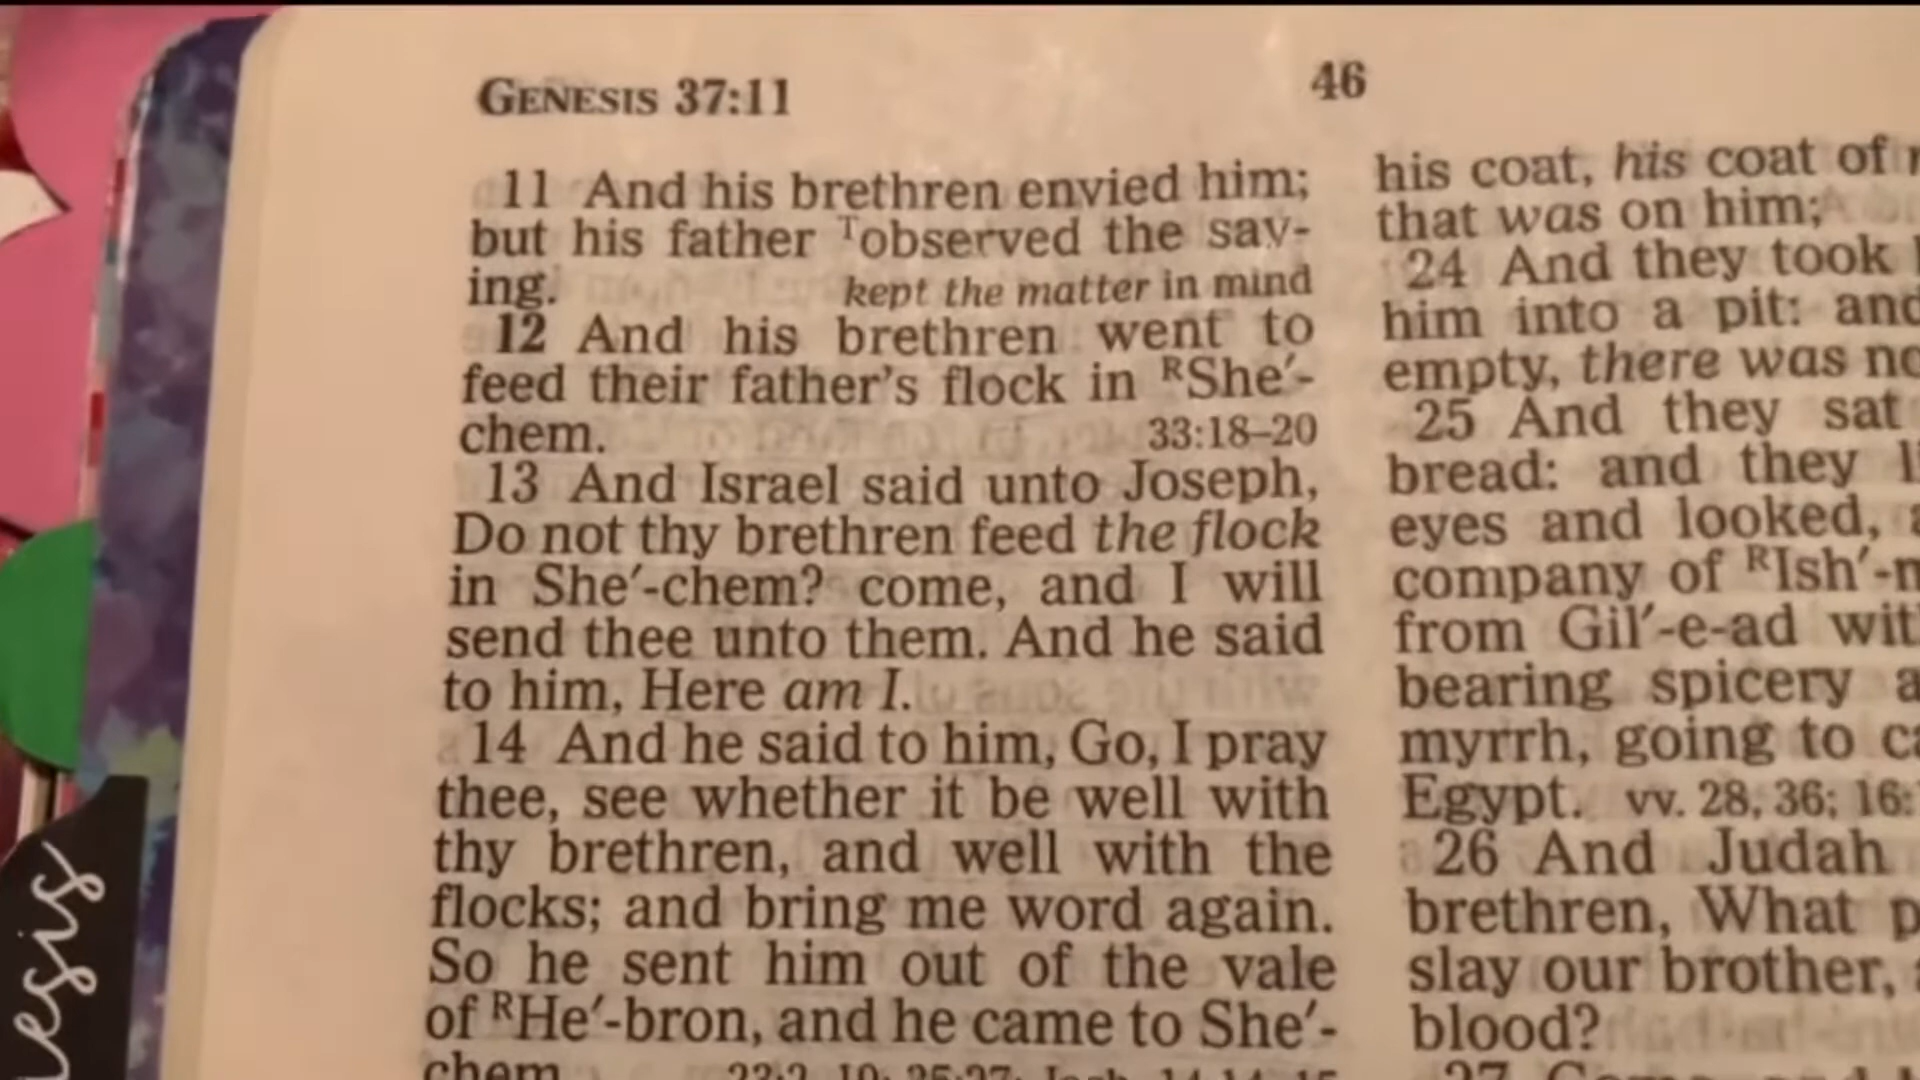 GENESIS 37:11
46
11 And his brethren envied him;
but his father ᵀobserved the say-
ing. kept the matter in mind
12 And his brethren went to
feed their father's flock in ᴿShe′-
chem. 33:18–20
13 And Israel said unto Joseph,
Do not thy brethren feed the flock
in She′-chem? come, and I will
send thee unto them. And he said
to him, Here am I.
14 And he said to him, Go, I pray
thee, see whether it be well with
thy brethren, and well with the
flocks; and bring me word again.
So he sent him out of the vale
of ᴿHe′-bron, and he came to She′-
chem
his coat, his coat of
that was on him;
24 And they took
him into a pit: and
empty, there was no
25 And they sat
bread: and they
eyes and looked,
company of ᴿIsh′-
from Gil′-e-ad
bearing spicery
myrrh, going to
Egypt. vv. 28, 36; 16:
26 And Judah
brethren, What
slay our brother,
blood?
27
esis